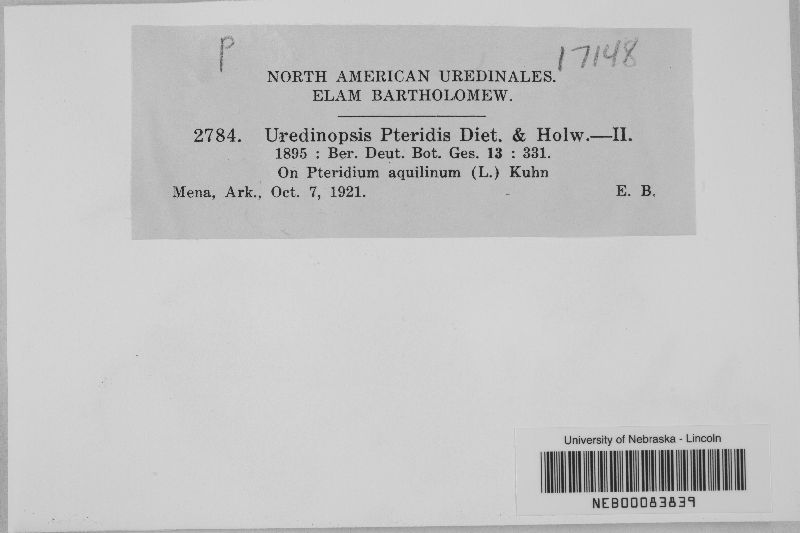 P
17148
NORTH AMERICAN UREDINALES.
ELAM BARTHOLOMEW.
2784. Uredinopsis Pteridis Diet. & Holw.—II.
1895 : Ber. Deut. Bot. Ges. 13 : 331.
On Pteridium aquilinum (L.) Kuhn
Mena, Ark., Oct. 7, 1921. E. B.
University of Nebraska - Lincoln
NEB00083839